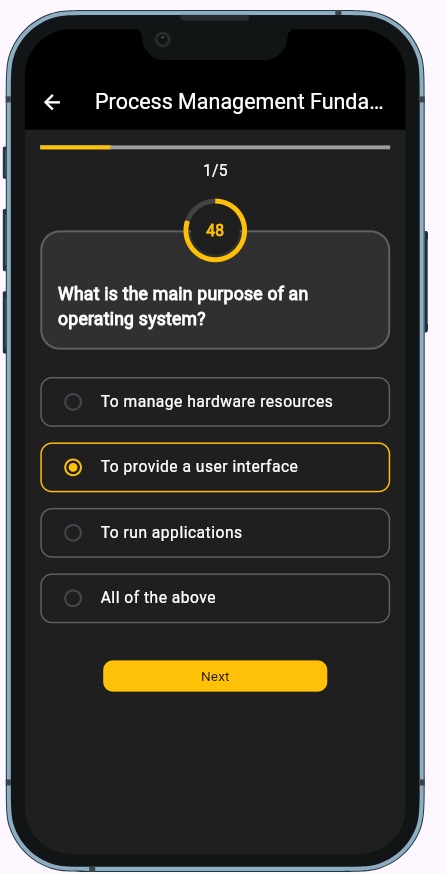 Process Management Funda...
1/5
48
What is the main purpose of an
operating system?
To manage hardware resources
To provide a user interface
To run applications
All of the above
Next